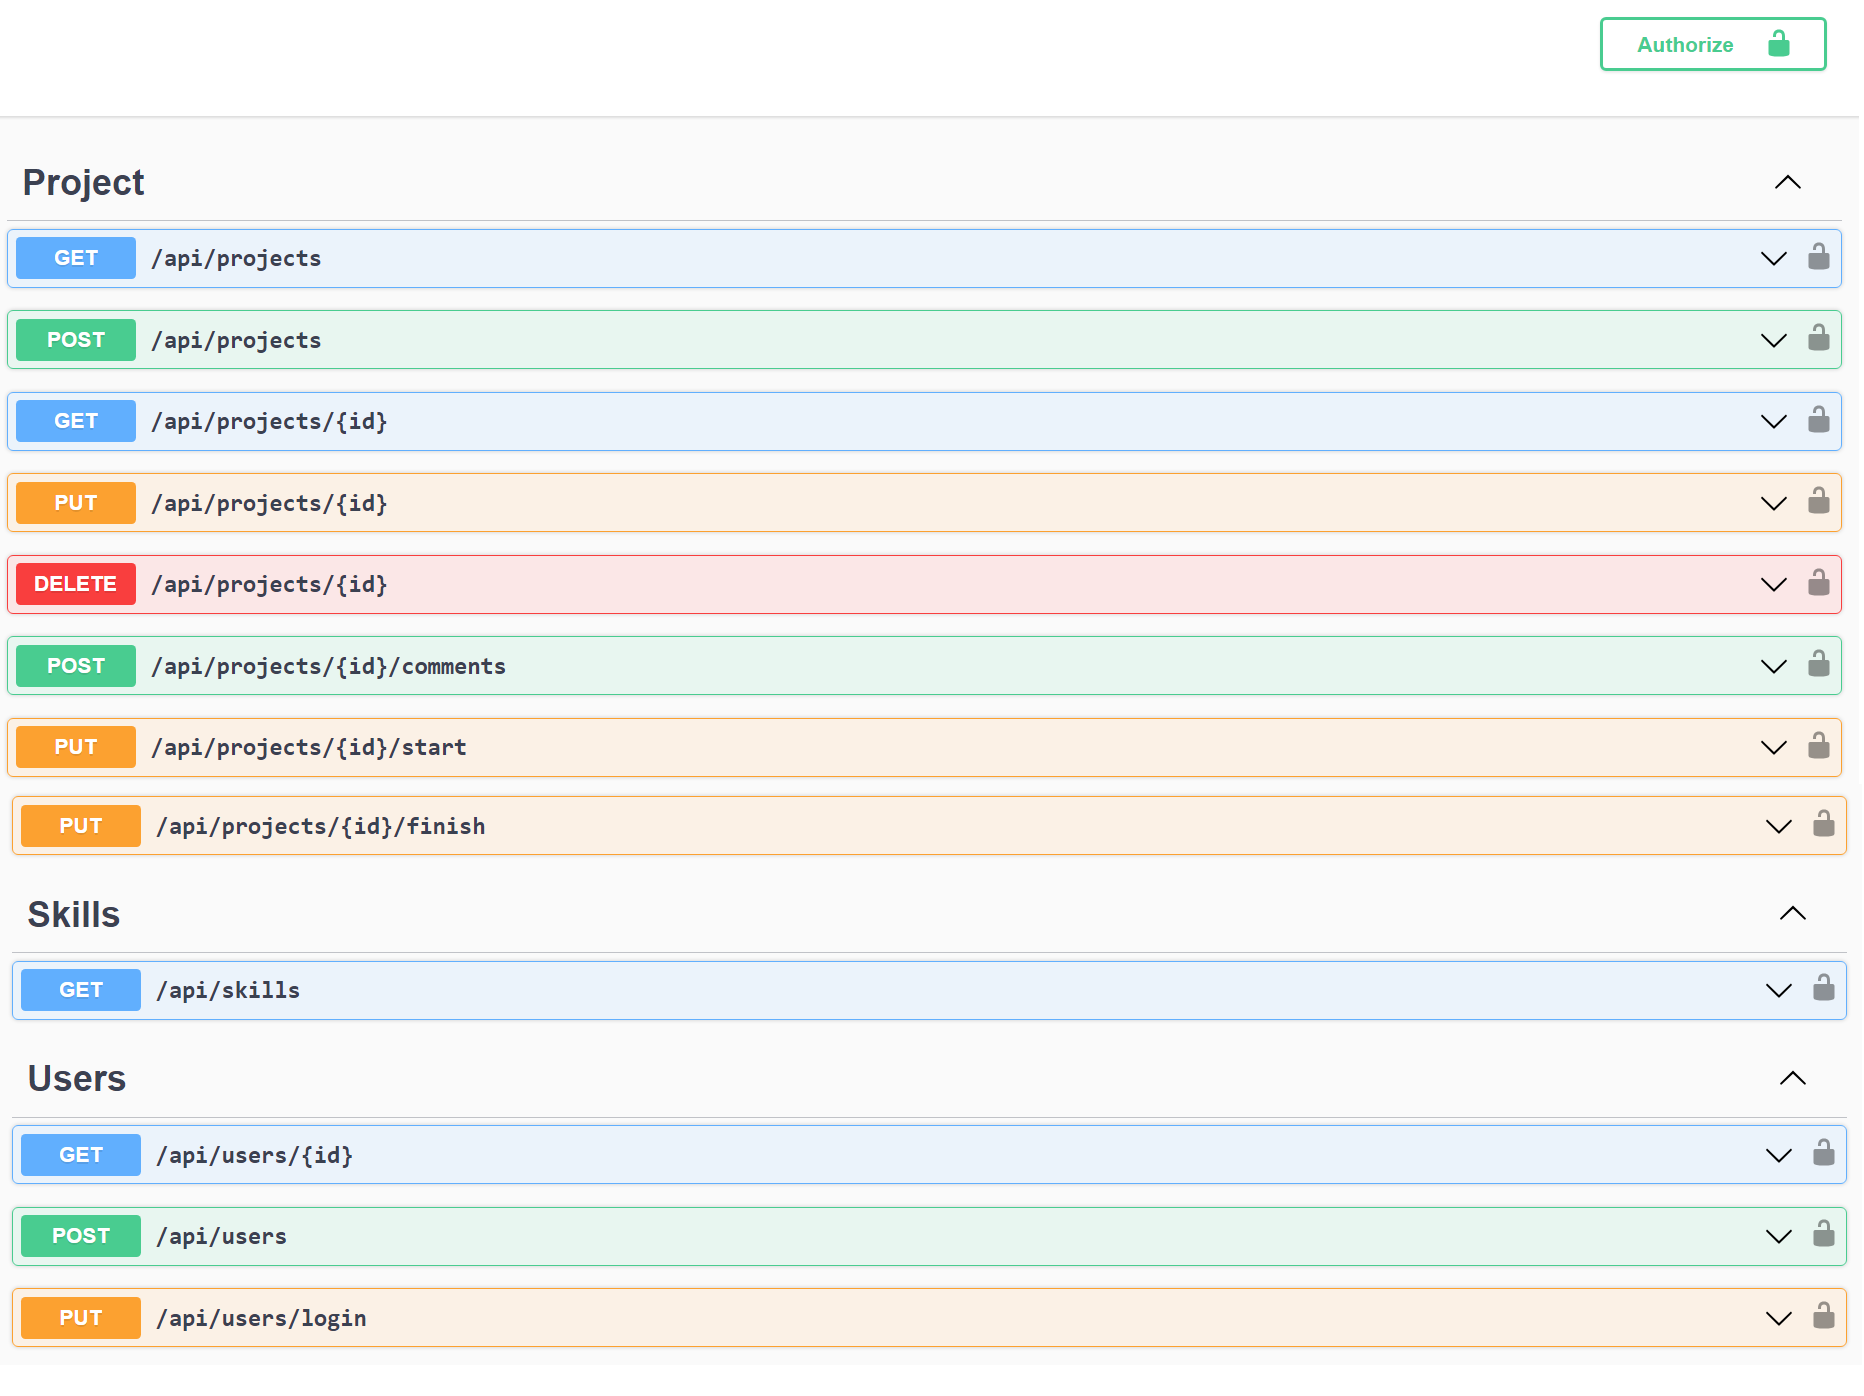 Authorize
Project
GET /api/projects
POST /api/projects
GET /api/projects/{id}
PUT /api/projects/{id}
DELETE /api/projects/{id}
POST /api/projects/{id}/comments
PUT /api/projects/{id}/start
PUT /api/projects/{id}/finish
Skills
GET /api/skills
Users
GET /api/users/{id}
POST /api/users
PUT /api/users/login